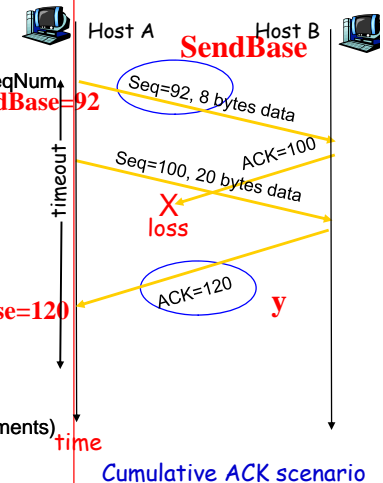 Host A
Host B
SendBase
eqNum
dBase=92
Seq=92, 8 bytes data
ACK=100
timeout
Seq=100, 20 bytes data
X
loss
ACK=120
y
se=120
ments)
time
Cumulative ACK scenario